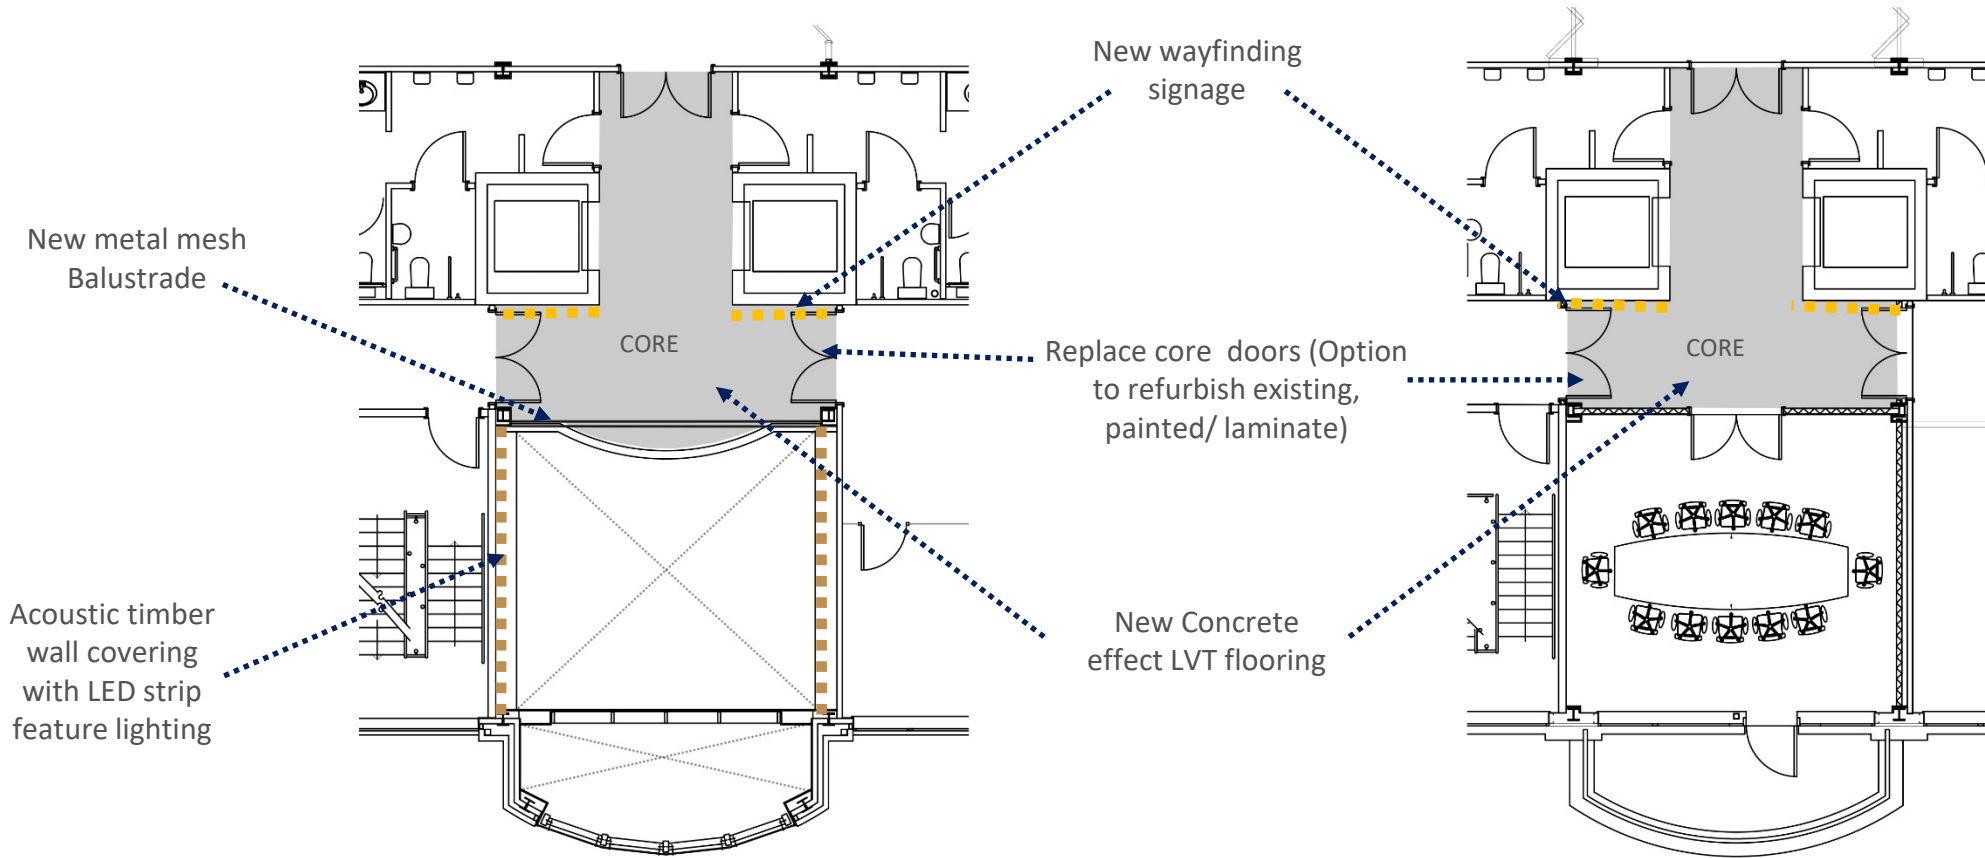 New wayfinding
signage
New metal mesh
Balustrade
CORE
CORE
Replace core doors (Option
to refurbish existing,
painted/ laminate)
Acoustic timber
wall covering
with LED strip
feature lighting
New Concrete
effect LVT flooring